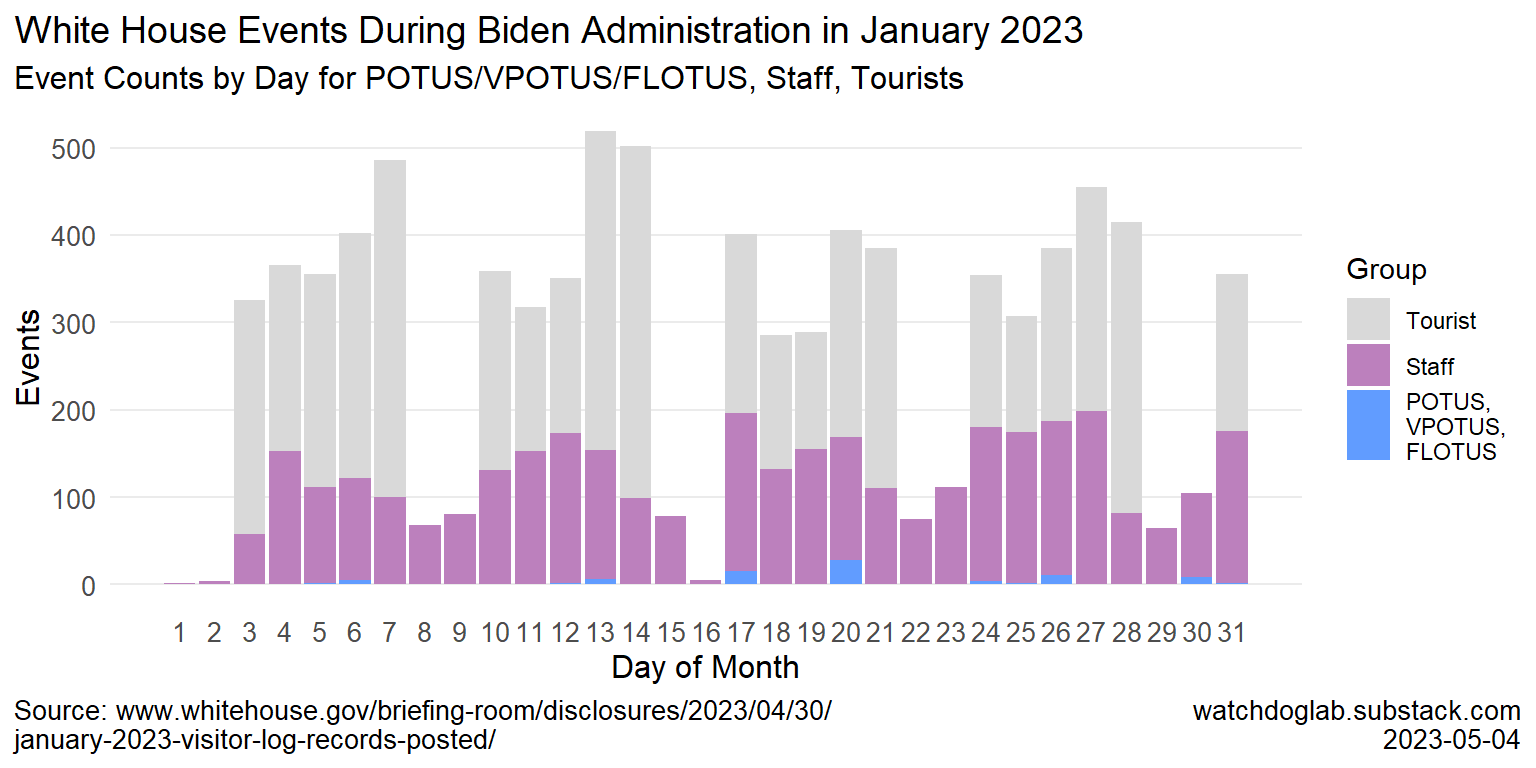 White House Events During Biden Administration in January 2023
Event Counts by Day for POTUS/VPOTUS/FLOTUS, Staff, Tourists
500
400
300
200
100
0
Events
1 2 3 4 5 6 7 8 9 10 11 12 13 14 15 16 17 18 19 20 21 22 23 24 25 26 27 28 29 30 31
Day of Month
Group
Tourist
Staff
POTUS,
VPOTUS,
FLOTUS
Source: www.whitehouse.gov/briefing-room/disclosures/2023/04/30/
january-2023-visitor-log-records-posted/
watchdoglab.substack.com
2023-05-04